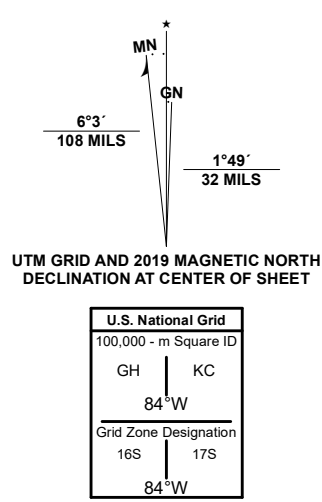 ★
MN
GN
6°3´
108 MILS
1°49´
32 MILS
UTM GRID AND 2019 MAGNETIC NORTH
DECLINATION AT CENTER OF SHEET
U.S. National Grid
100,000 - m Square ID
GH KC
84°W
Grid Zone Designation
16S 17S
84°W